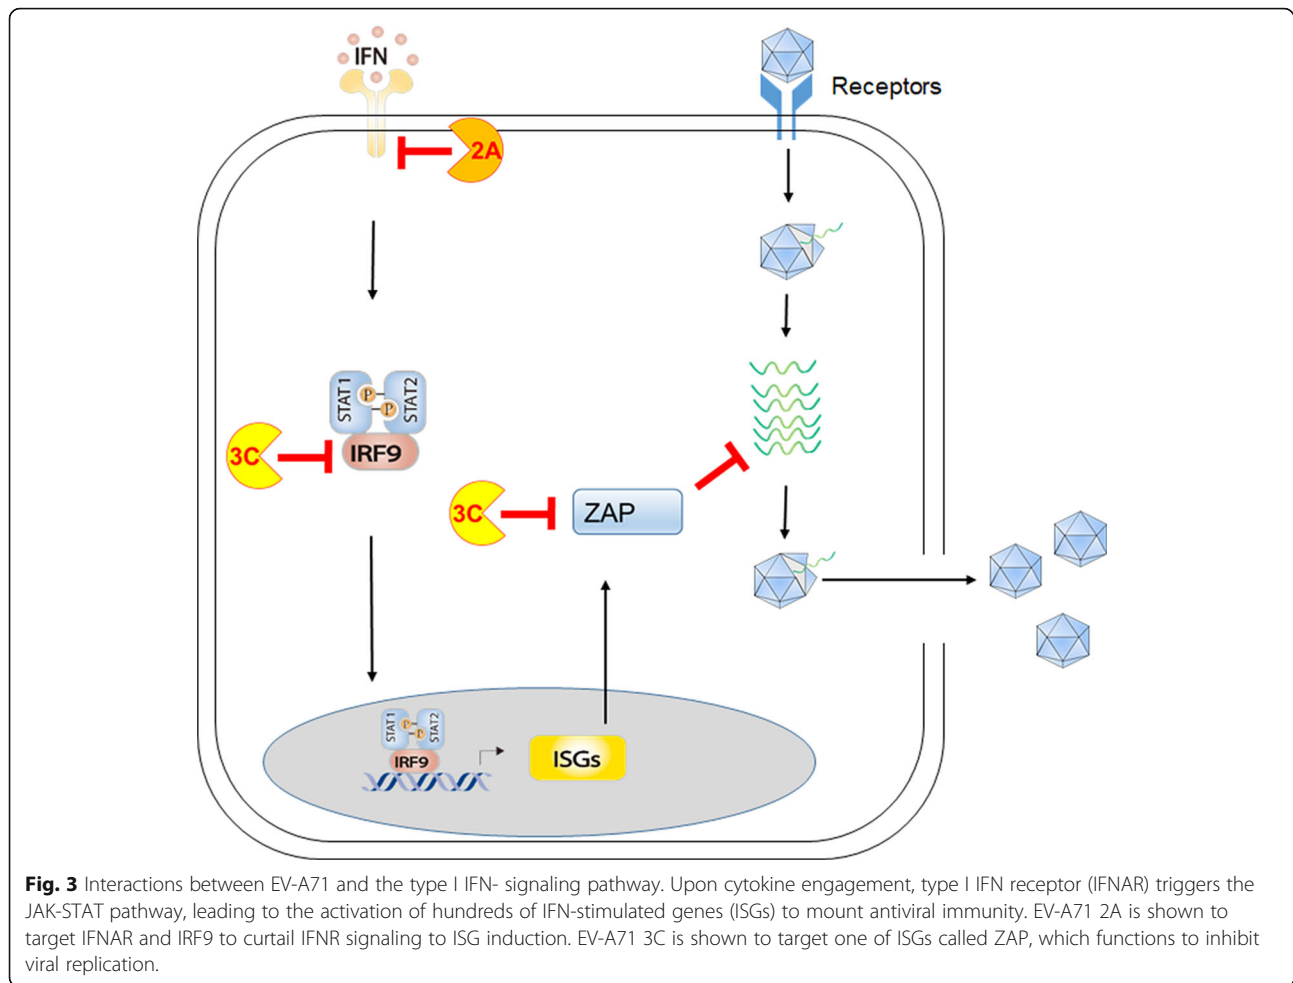 IFN
Receptors
2A
STAT1
STAT2
P
P
IRF9
3C
3C
ZAP
STAT1
STAT2
P
P
IRF9
ISGs
Fig. 3 Interactions between EV-A71 and the type I IFN- signaling pathway. Upon cytokine engagement, type I IFN receptor (IFNAR) triggers the
JAK-STAT pathway, leading to the activation of hundreds of IFN-stimulated genes (ISGs) to mount antiviral immunity. EV-A71 2A is shown to
target IFNAR and IRF9 to curtail IFNR signaling to ISG induction. EV-A71 3C is shown to target one of ISGs called ZAP, which functions to inhibit
viral replication.